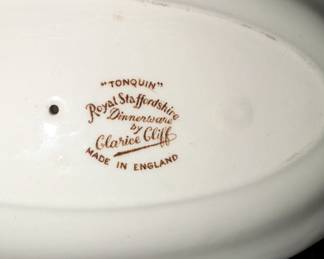 "TONQUIN"
Royal Staffordshire
Dinnerware
by
Clarice Cliff
MADE IN ENGLAND